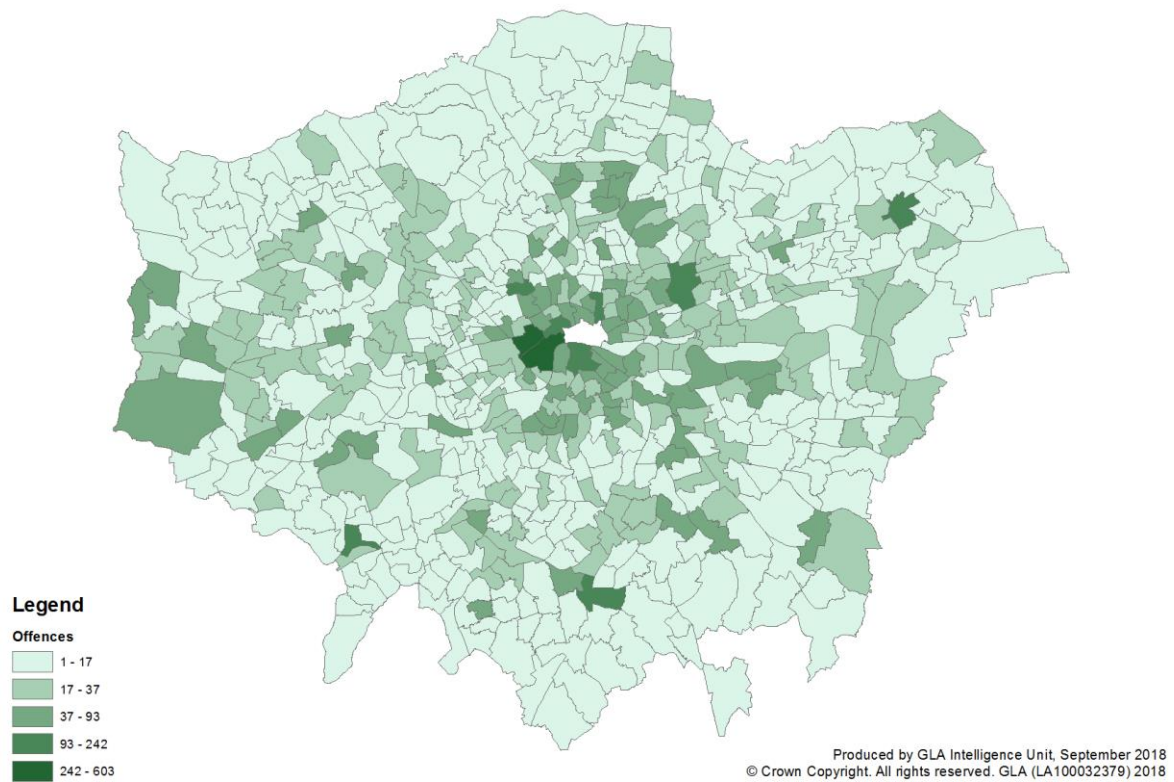 Legend
Offences
1 - 17
17 - 37
37 - 93
93 - 242
242 - 603
Produced by GLA Intelligence Unit, September 2018
© Crown Copyright. All rights reserved. GLA (LA100032379) 2018